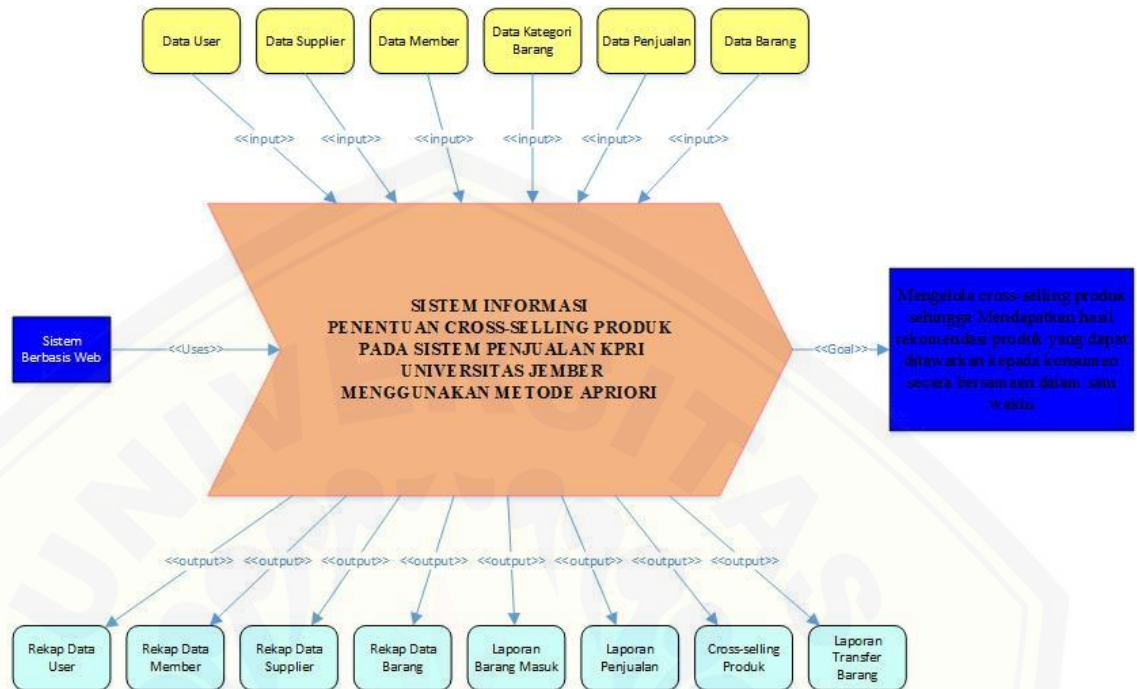 Data User
Data Supplier
Data Member
Data Kategori
Barang
Data Penjualan
Data Barang
<<input>>
<<input>>
<<input>>
<<input>>
<<input>>
<<input>>
Sistem
Berbasis Web
<<Uses>>
SISTEM INFORMASI
PENENTUAN CROSS-SELLING PRODUK
PADA SISTEM PENJUALAN KPRI
UNIVERSITAS JEMBER
MENGGUNAKAN METODE APRIORI
<<Goal>>
Mengelola cross-selling produk
sehingga Mendapatkan hasil
rekomendasi produk yang dapat
ditawarkan kepada konsumen
secara bersamaan dalam satu
waktu
<<output>>
<<output>>
<<output>>
<<output>>
<<output>>
<<output>>
<<output>>
<<output>>
Rekap Data
User
Rekap Data
Member
Rekap Data
Supplier
Rekap Data
Barang
Laporan
Barang Masuk
Laporan
Penjualan
Cross-selling
Produk
Laporan
Transfer
Barang
UNIVERSITAS